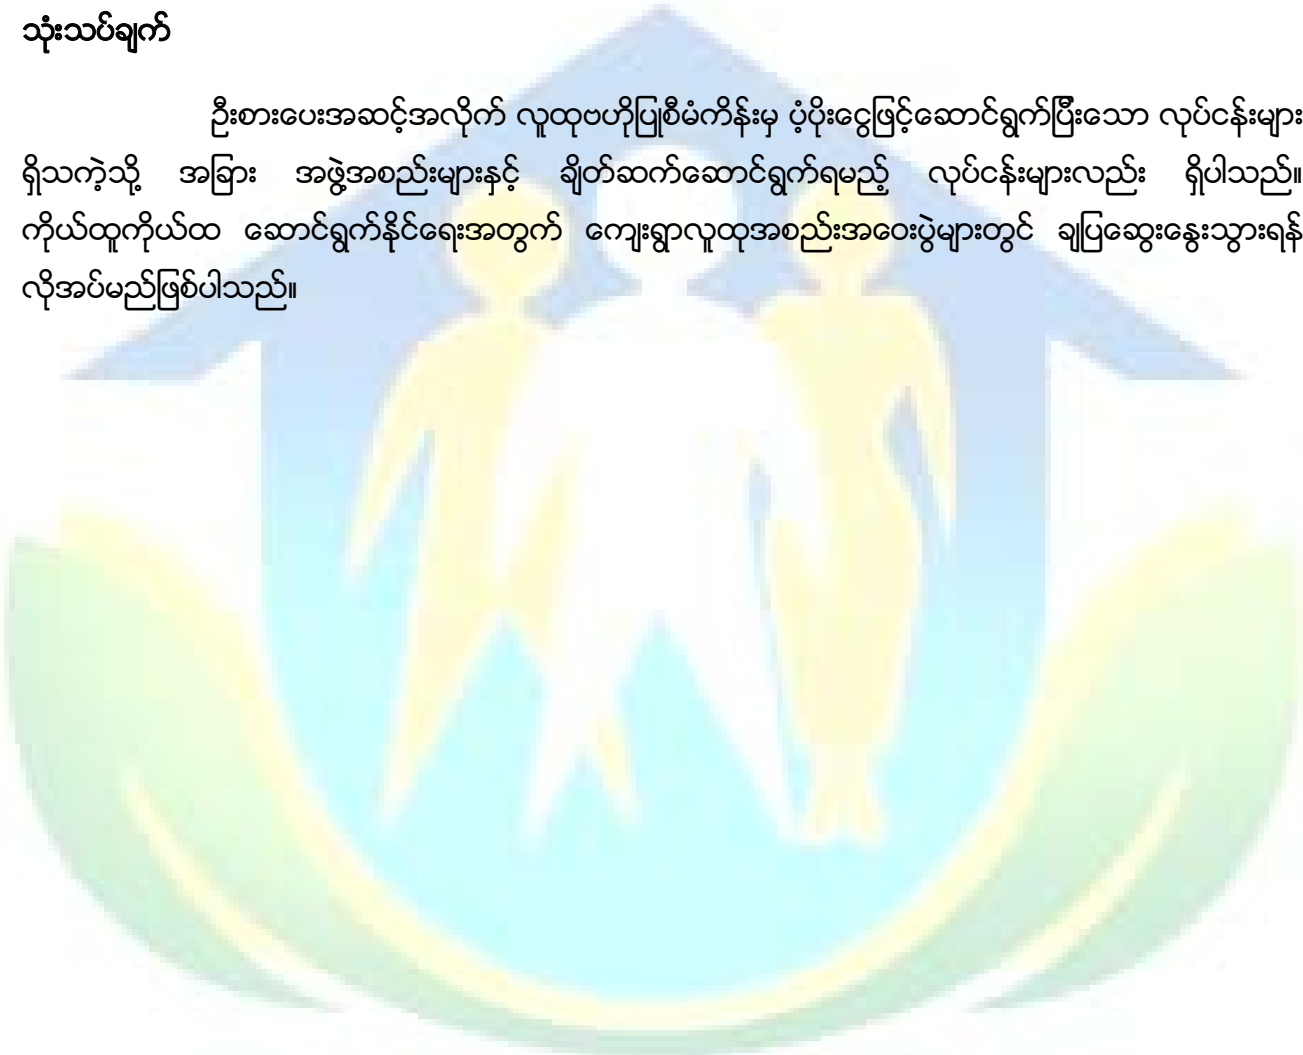 သုံးသပ်ချက်
ဦးစားပေးအဆင့်အလိုက် လူထုဗဟိုပြုစီမံကိန်းမှ ပံ့ပိုးငွေဖြင့်ဆောင်ရွက်ပြီးသော လုပ်ငန်းများ
ရှိသကဲ့သို့ အခြား အဖွဲ့အစည်းများနှင့် ချိတ်ဆက်ဆောင်ရွက်ရမည့် လုပ်ငန်းများလည်း ရှိပါသည်။
ကိုယ်ထူကိုယ်ထ ဆောင်ရွက်နိုင်ရေးအတွက် ကျေးရွာလူထုအစည်းအဝေးပွဲများတွင် ချပြဆွေးနွေးသွားရန်
လိုအပ်မည်ဖြစ်ပါသည်။